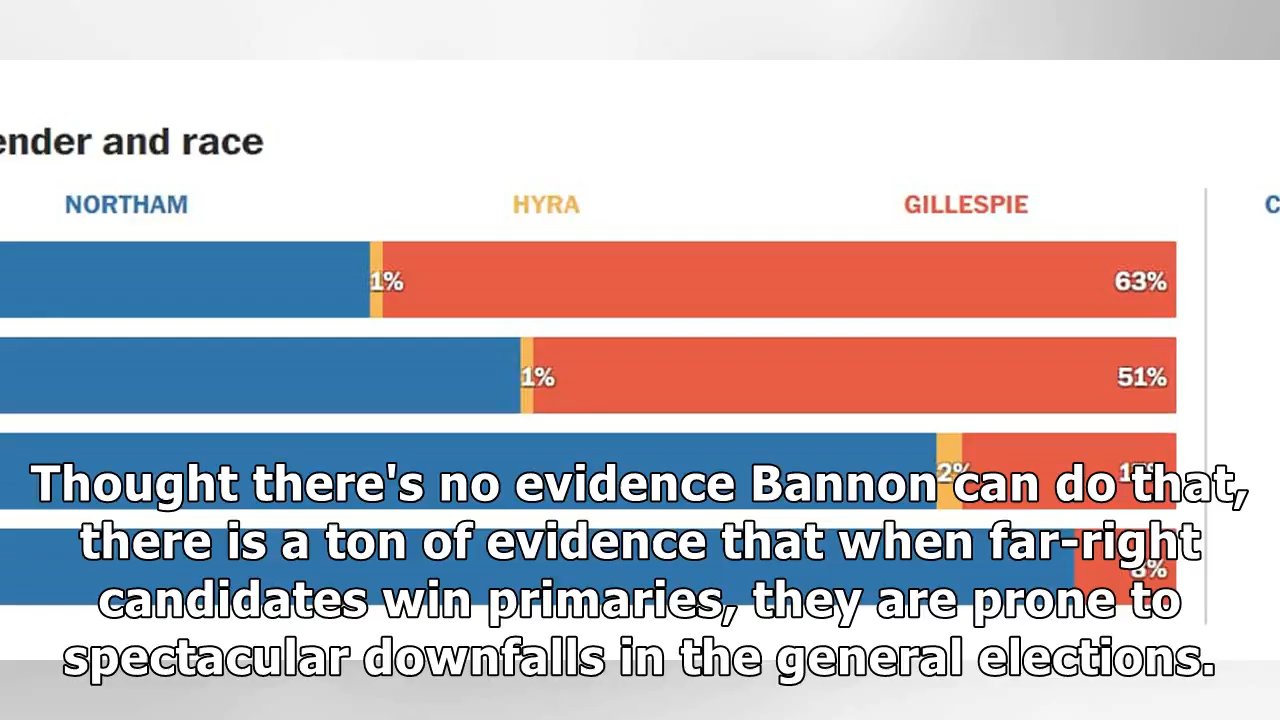 ender and race
NORTHAM HYRA GILLESPIE C
1% 63%
1% 51%
2%
8%
Thought there's no evidence Bannon can do that,
there is a ton of evidence that when far-right
candidates win primaries, they are prone to
spectacular downfalls in the general elections.